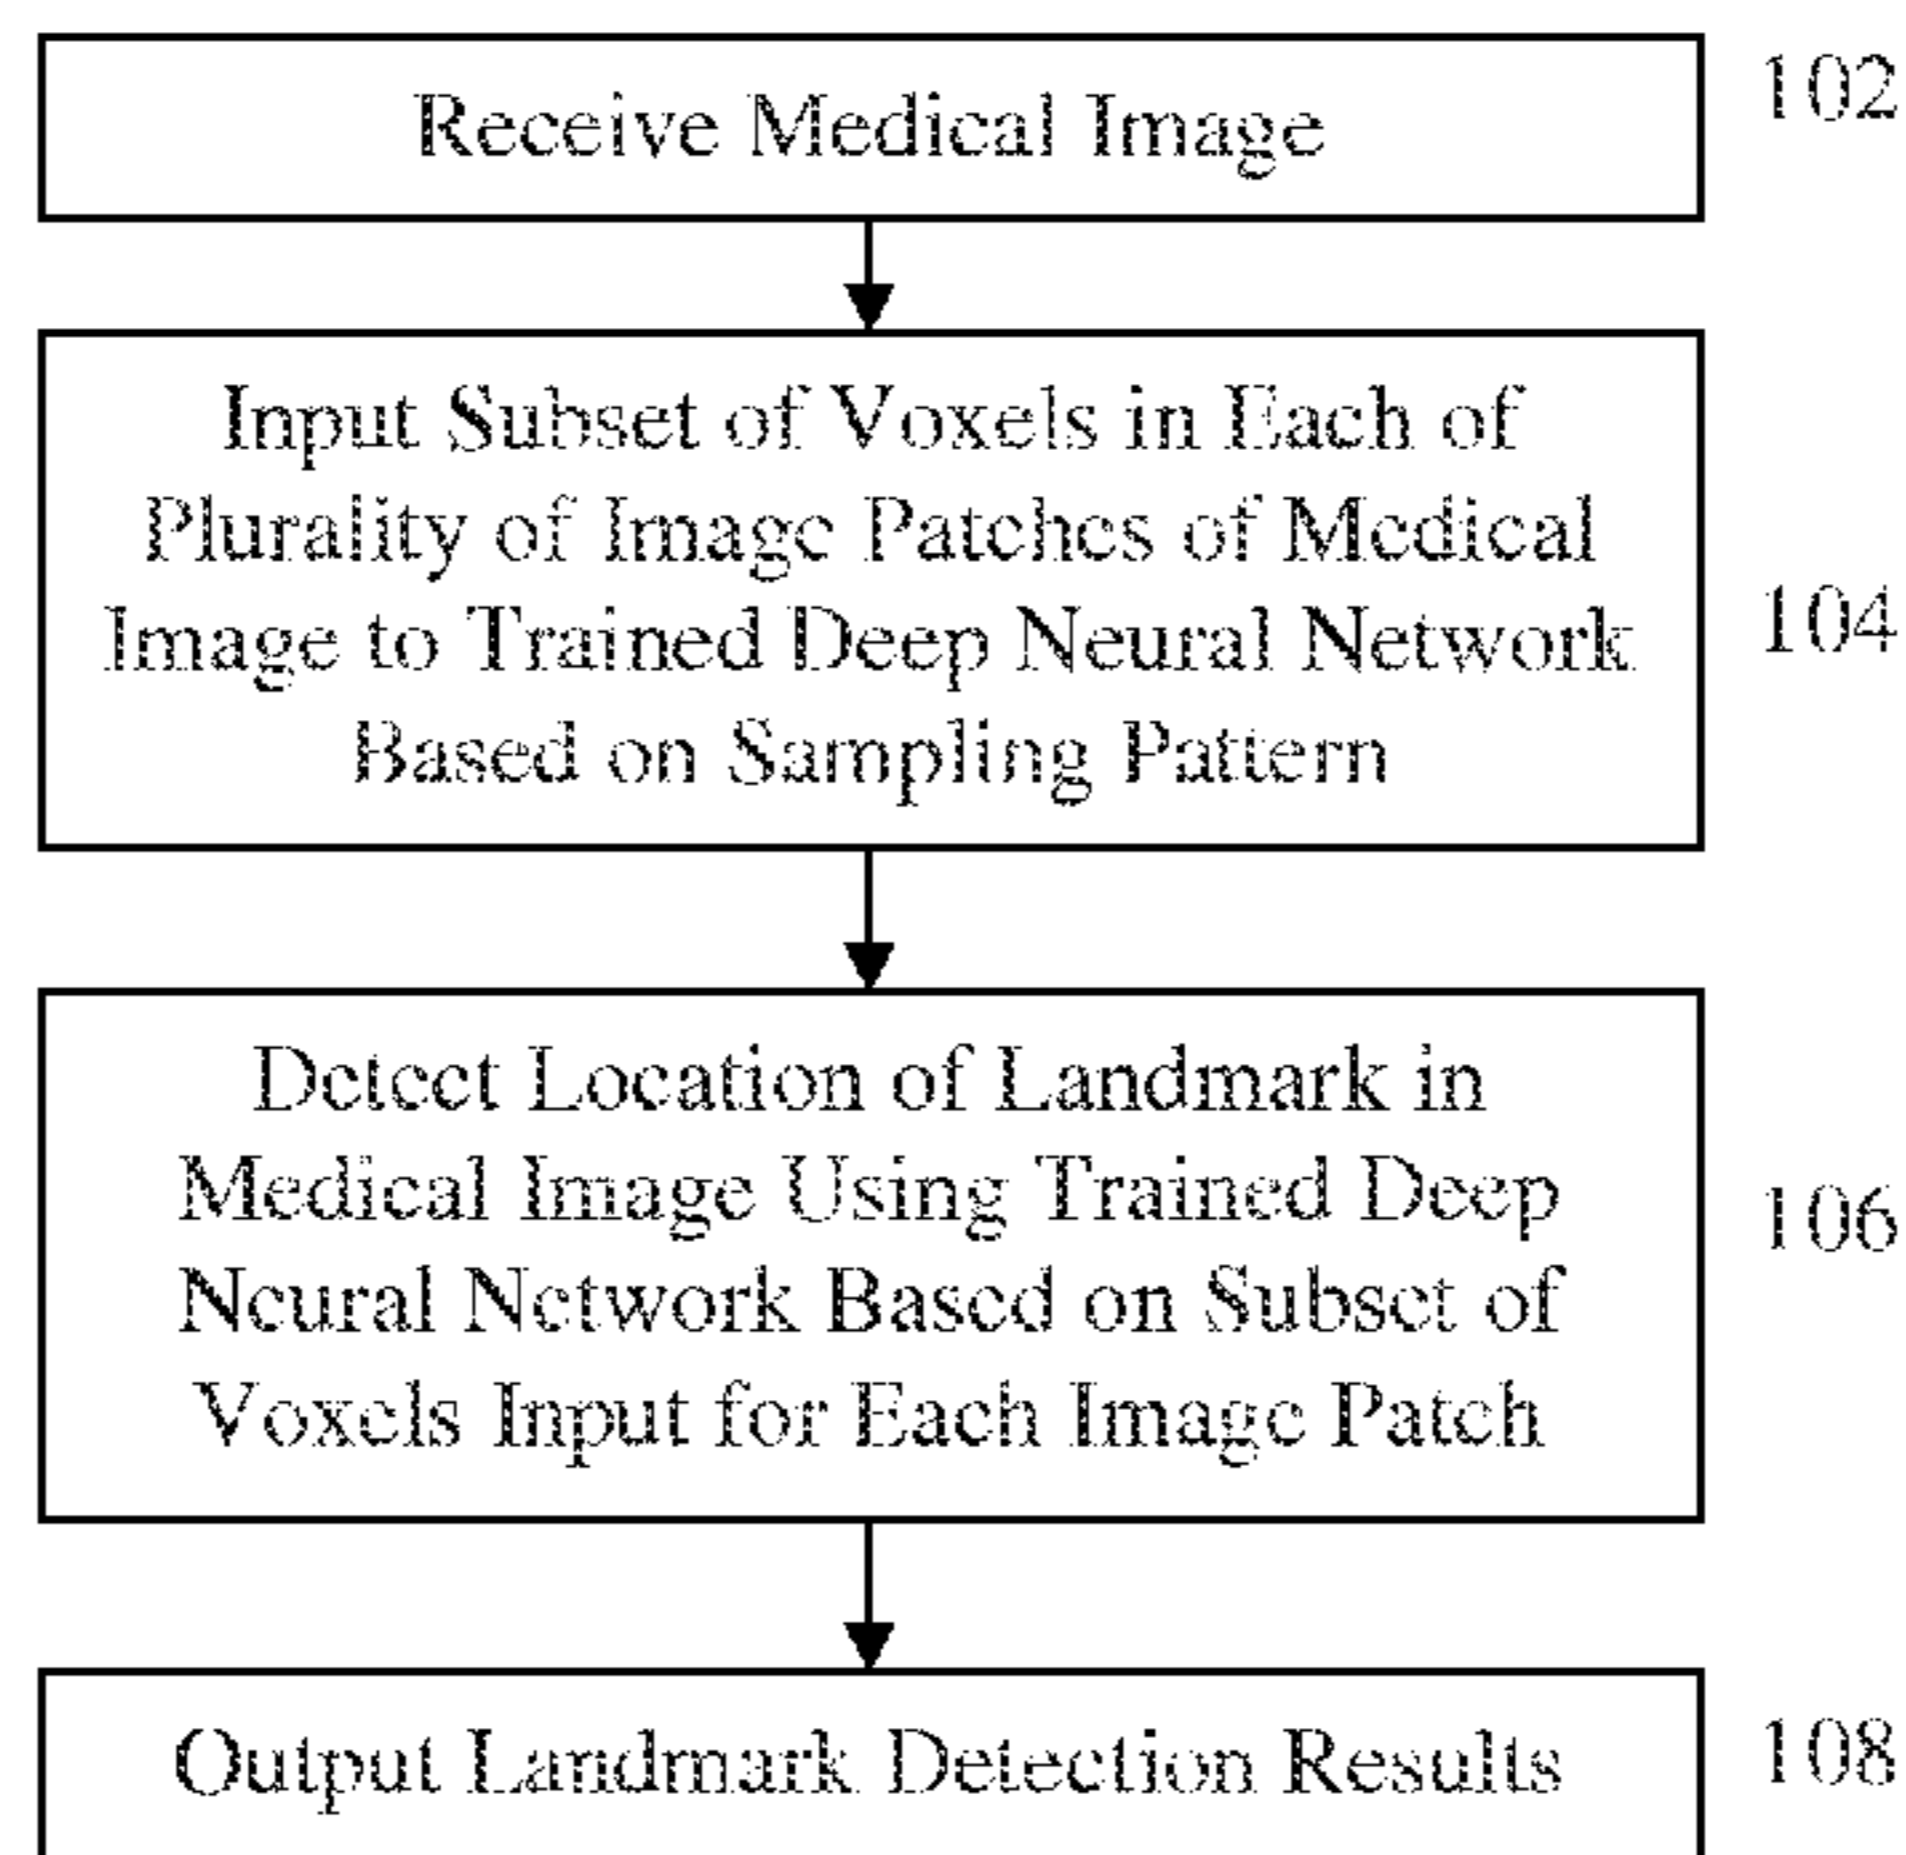 Receive Medical Image
102
Input Subset of Voxels in Each of
Plurality of Image Patches of Medical
Image to Trained Deep Neural Network
Based on Sampling Pattern
104
Detect Location of Landmark in
Medical Image Using Trained Deep
Neural Network Based on Subset of
Voxels Input for Each Image Patch
106
Output Landmark Detection Results
108